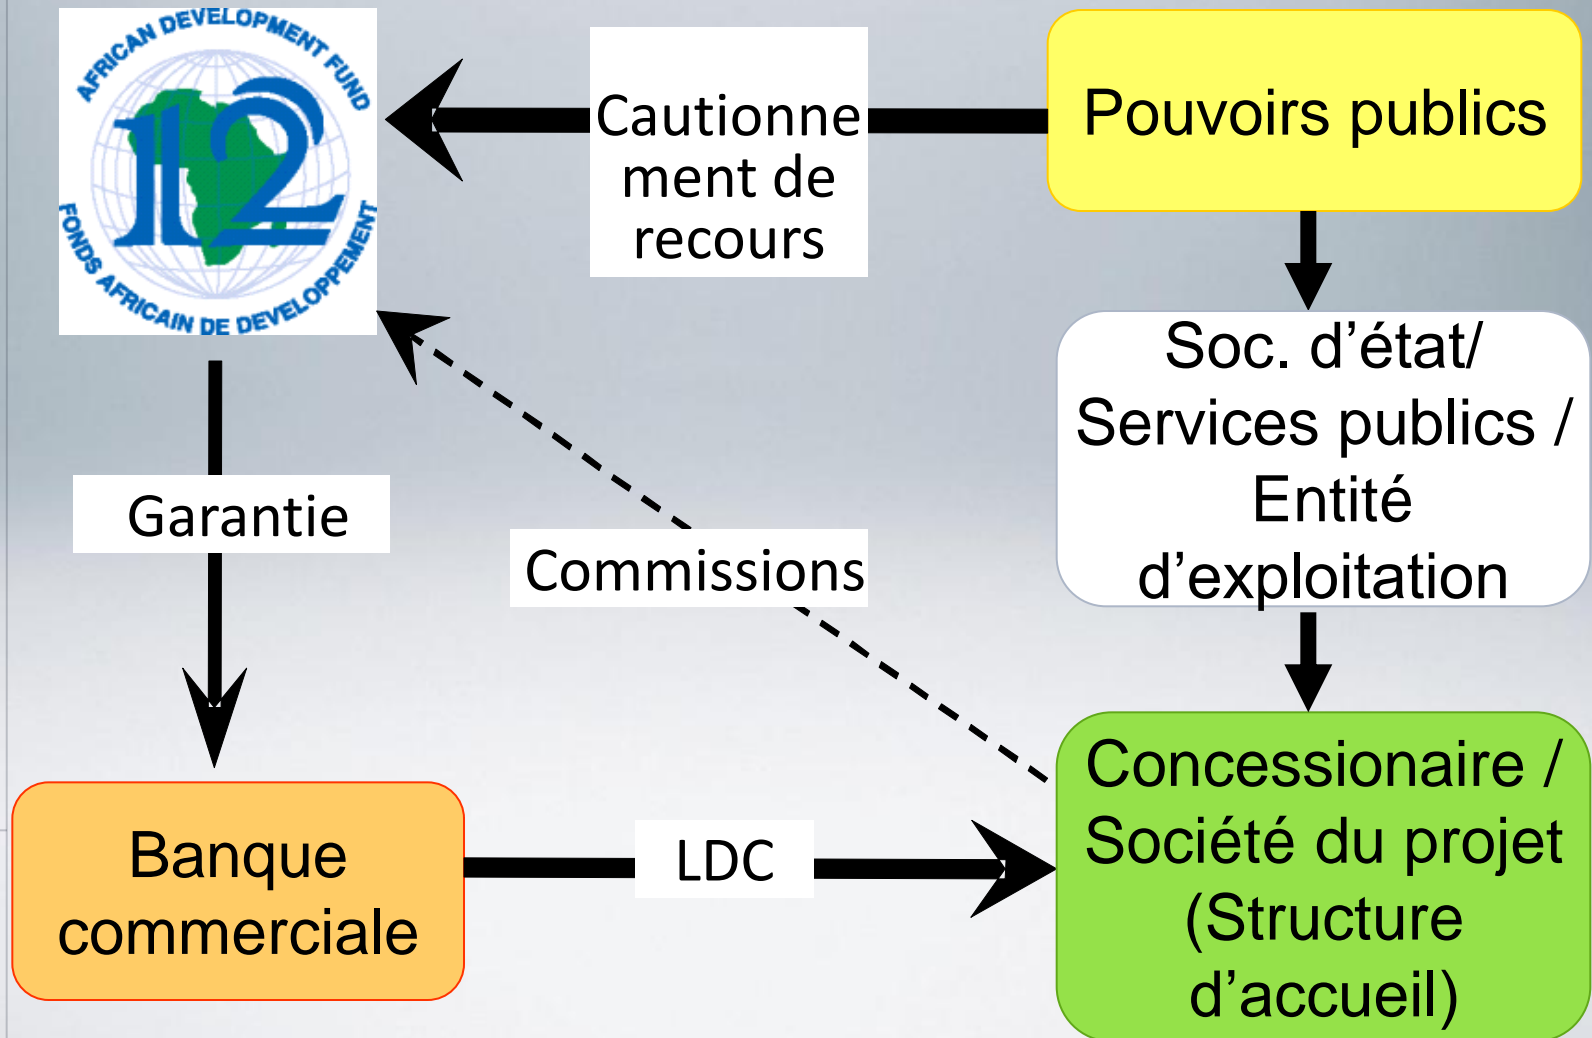 AFRICAN DEVELOPMENT FUND
12
FONDS AFRICAIN DE DEVELOPPEMENT
Cautionne
ment de
recours
Pouvoirs publics
Soc. d’état/
Services publics /
Entité
d’exploitation
Garantie
Commissions
Banque
commerciale
LDC
Concessionaire /
Société du projet
(Structure
d’accueil)